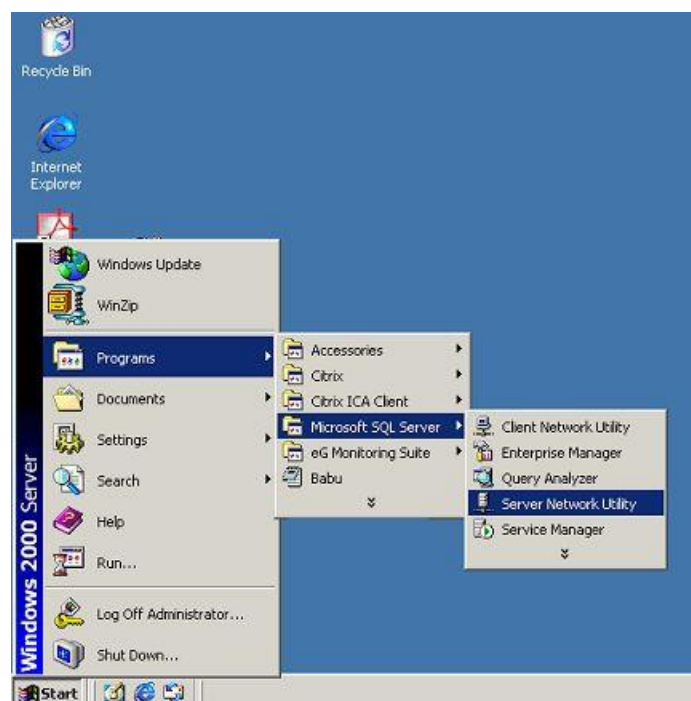 Recycle Bin
Internet
Explorer
Windows Update
WinZip
Programs
Documents
Settings
Search
Help
Run...
Log Off Administrator...
Shut Down...
Windows 2000 Server
Accessories
Citrix
Citrix ICA Client
Microsoft SQL Server
eG Monitoring Suite
Babu
Client Network Utility
Enterprise Manager
Query Analyzer
Server Network Utility
Service Manager
Start